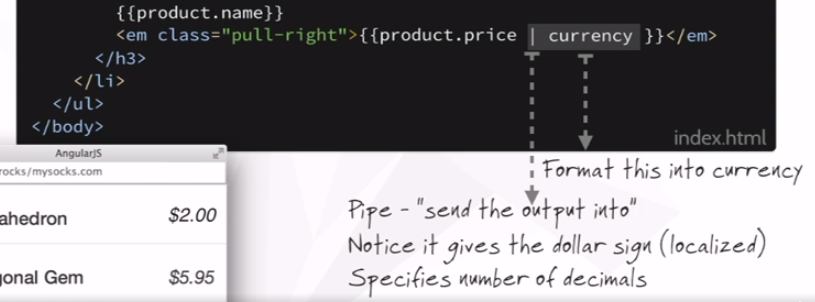 {{product.name}}
<em class="pull-right">{{product.price | currency }}</em>
</h3>
</li>
</ul>
</body>
index.html
AngularJS
rocks/mysocks.com
ahedron $2.00
gonal Gem $5.95
Format this into currency
Pipe - "send the output into"
Notice it gives the dollar sign (localized)
Specifies number of decimals